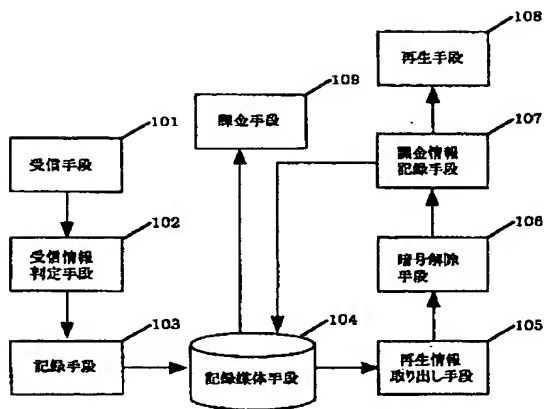 108
再生手段
109
課金手段
101
受信手段
107
課金情報
記録手段
102
受信情報
判定手段
106
暗号解除
手段
103
記録手段
104
記録媒体手段
105
再生情報
取り出し手段